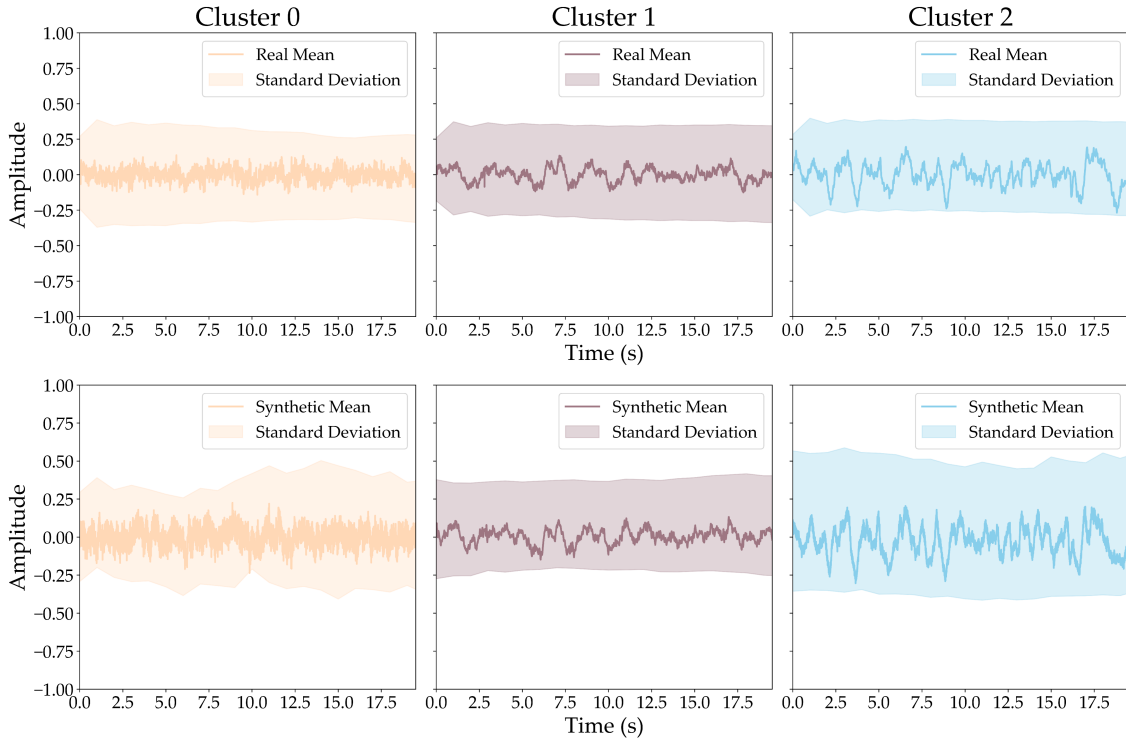 Cluster 0
Cluster 1
Cluster 2
Amplitude
1.00
0.75
0.50
0.25
0.00
−0.25
−0.50
−0.75
−1.00
Real Mean
Standard Deviation
Real Mean
Standard Deviation
Real Mean
Standard Deviation
0.0 2.5 5.0 7.5 10.0 12.5 15.0 17.5
0.0 2.5 5.0 7.5 10.0 12.5 15.0 17.5
0.0 2.5 5.0 7.5 10.0 12.5 15.0 17.5
Time (s)
Amplitude
1.00
0.75
0.50
0.25
0.00
−0.25
−0.50
−0.75
−1.00
Synthetic Mean
Standard Deviation
Synthetic Mean
Standard Deviation
Synthetic Mean
Standard Deviation
0.0 2.5 5.0 7.5 10.0 12.5 15.0 17.5
0.0 2.5 5.0 7.5 10.0 12.5 15.0 17.5
0.0 2.5 5.0 7.5 10.0 12.5 15.0 17.5
Time (s)